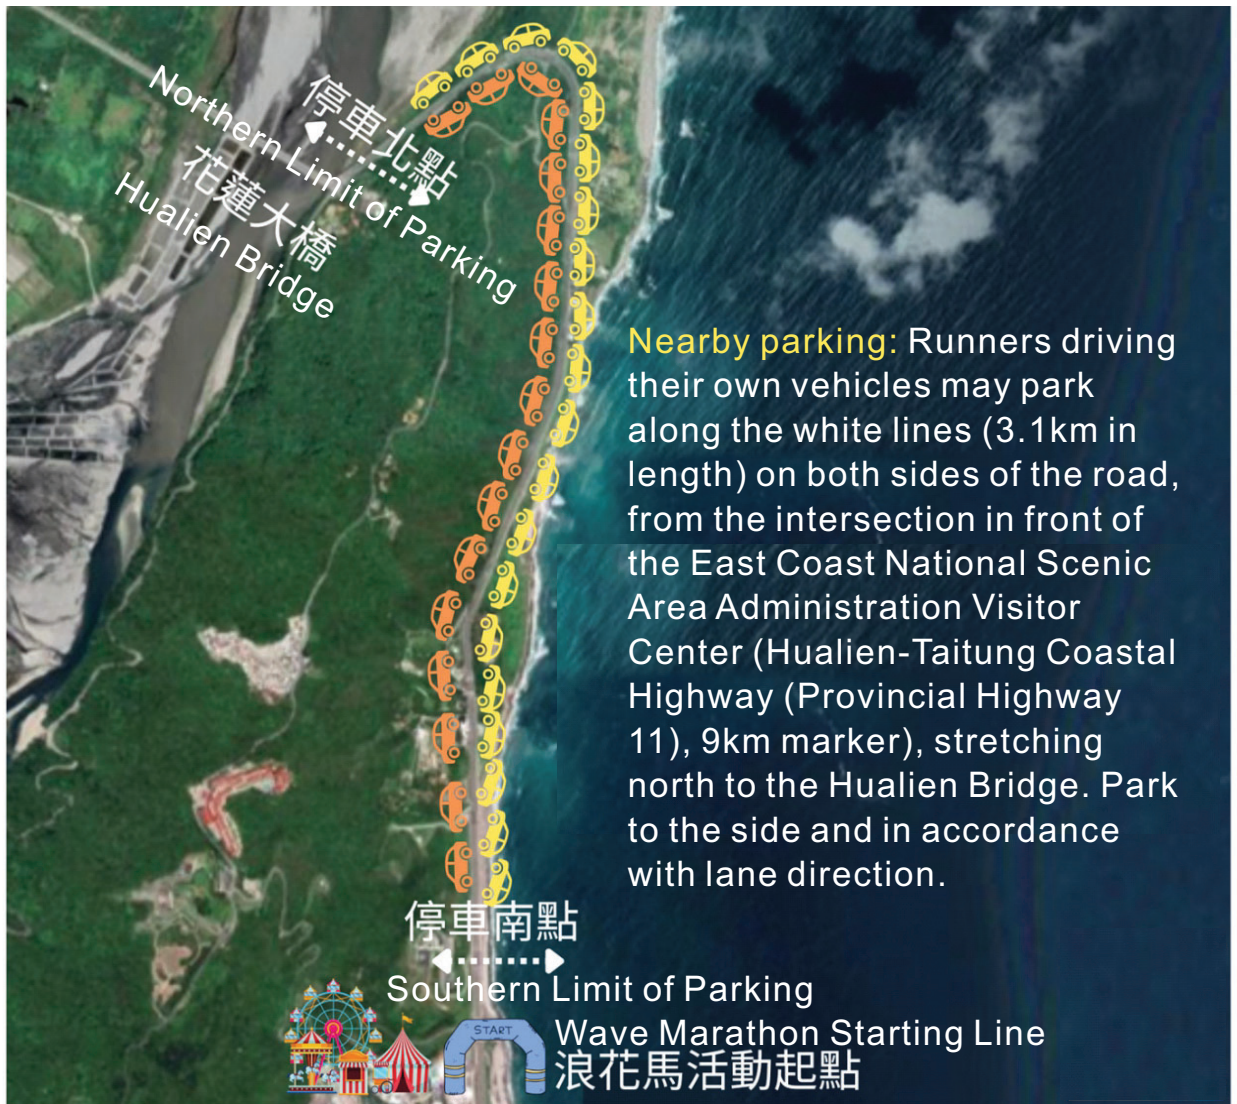 停車北點
Northern Limit of Parking
花蓮大橋
Hualien Bridge
Nearby parking: Runners driving
their own vehicles may park
along the white lines (3.1km in
length) on both sides of the road,
from the intersection in front of
the East Coast National Scenic
Area Administration Visitor
Center (Hualien-Taitung Coastal
Highway (Provincial Highway
11), 9km marker), stretching
north to the Hualien Bridge. Park
to the side and in accordance
with lane direction.
停車南點
Southern Limit of Parking
START
Wave Marathon Starting Line
浪花馬活動起點